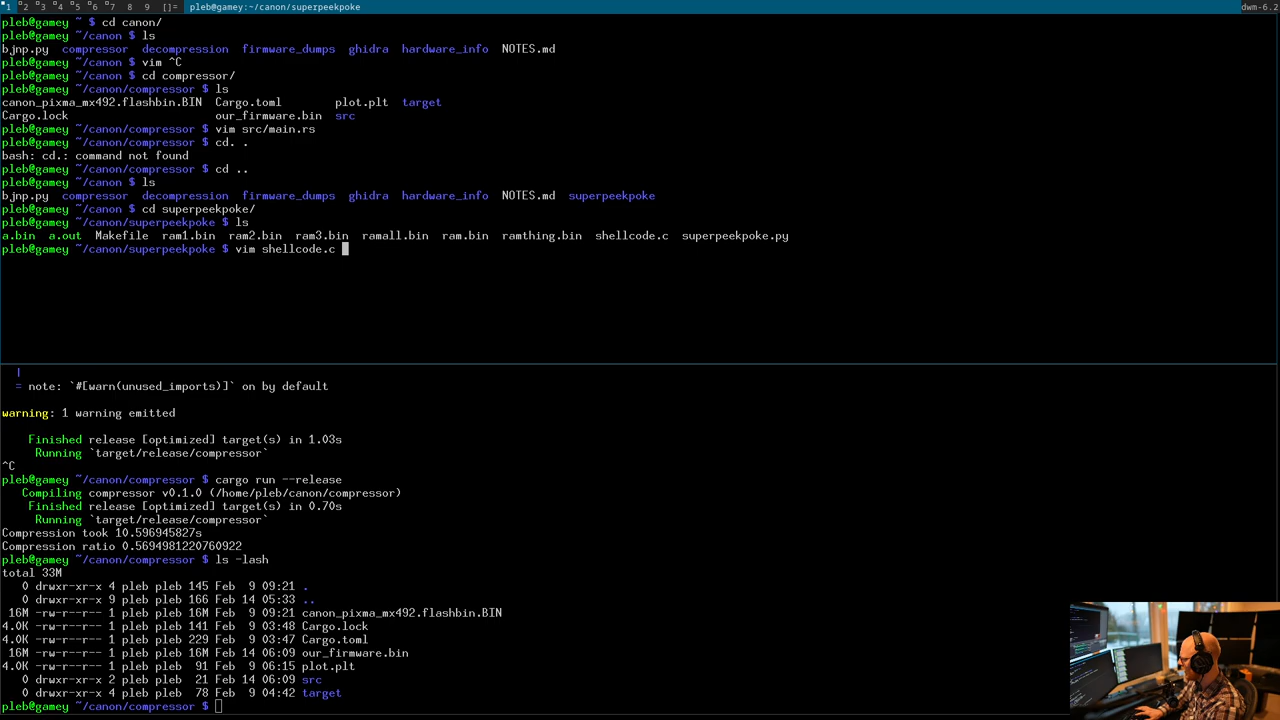 1 2 3 4 5 6 7 8 9 []= pleb@gamey:~/canon/superpeekpoke dwm-6.2
pleb@gamey ~ $ cd canon/
pleb@gamey ~/canon $ ls
bjnp.py compressor decompression firmware_dumps ghidra hardware_info NOTES.md
pleb@gamey ~/canon $ vim ^C
pleb@gamey ~/canon $ cd compressor/
pleb@gamey ~/canon/compressor $ ls
canon_pixma_mx492.flashbin.BIN Cargo.toml plot.plt target
Cargo.lock our_firmware.bin src
pleb@gamey ~/canon/compressor $ vim src/main.rs
pleb@gamey ~/canon/compressor $ cd. .
bash: cd.: command not found
pleb@gamey ~/canon/compressor $ cd ..
pleb@gamey ~/canon $ ls
bjnp.py compressor decompression firmware_dumps ghidra hardware_info NOTES.md superpeekpoke
pleb@gamey ~/canon $ cd superpeekpoke/
pleb@gamey ~/canon/superpeekpoke $ ls
a.bin a.out Makefile ram1.bin ram2.bin ram3.bin ramall.bin ram.bin ramthing.bin shellcode.c superpeekpoke.py
pleb@gamey ~/canon/superpeekpoke $ vim shellcode.c
|
= note: `#[warn(unused_imports)]` on by default
warning: 1 warning emitted
Finished release [optimized] target(s) in 1.03s
Running `target/release/compressor`
^C
pleb@gamey ~/canon/compressor $ cargo run --release
Compiling compressor v0.1.0 (/home/pleb/canon/compressor)
Finished release [optimized] target(s) in 0.70s
Running `target/release/compressor`
Compression took 10.596945827s
Compression ratio 0.5694981220760922
pleb@gamey ~/canon/compressor $ ls -lash
total 33M
0 drwxr-xr-x 4 pleb pleb 145 Feb 9 09:21 .
0 drwxr-xr-x 9 pleb pleb 166 Feb 14 05:33 ..
16M -rw-r--r-- 1 pleb pleb 16M Feb 9 09:21 canon_pixma_mx492.flashbin.BIN
4.0K -rw-r--r-- 1 pleb pleb 141 Feb 9 03:48 Cargo.lock
4.0K -rw-r--r-- 1 pleb pleb 229 Feb 9 03:47 Cargo.toml
16M -rw-r--r-- 1 pleb pleb 16M Feb 14 06:09 our_firmware.bin
4.0K -rw-r--r-- 1 pleb pleb 91 Feb 9 06:15 plot.plt
0 drwxr-xr-x 2 pleb pleb 21 Feb 14 06:09 src
0 drwxr-xr-x 4 pleb pleb 78 Feb 9 04:42 target
pleb@gamey ~/canon/compressor $